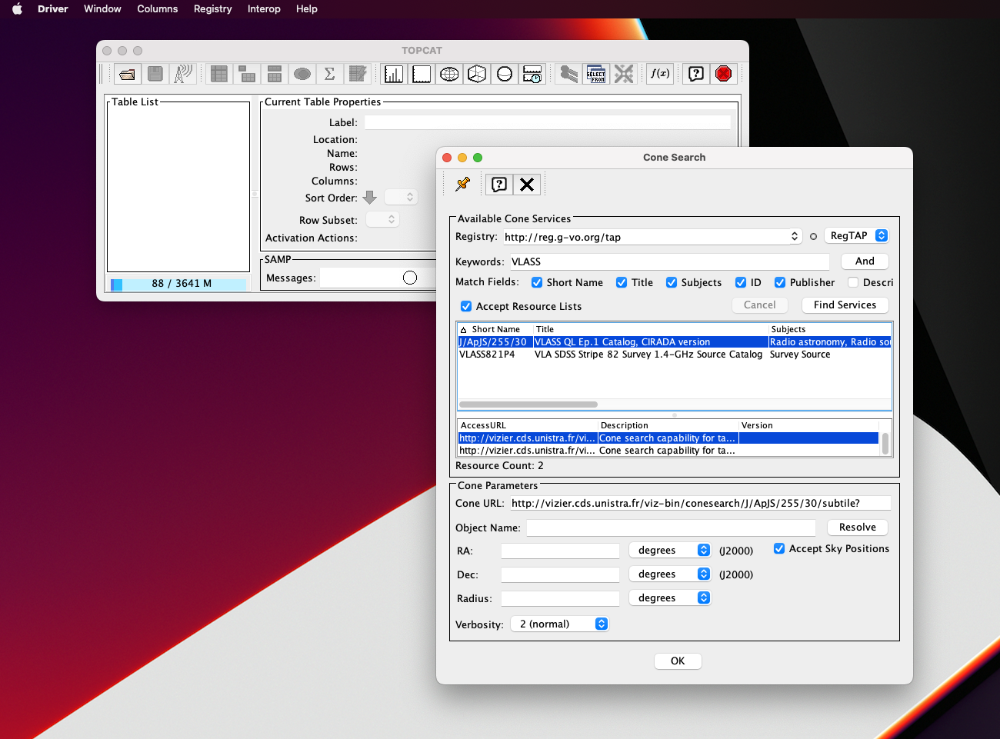 Driver Window Columns Registry Interop Help
TOPCAT
SELECT FROM
f(x)
?
Table List
Current Table Properties
Label:
Location:
Name:
Rows:
Columns:
Sort Order:
Row Subset:
Activation Actions:
SAMP
Messages:
88 / 3641 M
Cone Search
?
Available Cone Services
Registry: http://reg.g-vo.org/tap RegTAP
Keywords: VLASS And
Match Fields: Short Name Title Subjects ID Publisher Descri
Accept Resource Lists Cancel Find Services
Short Name Title Subjects
J/ApJS/255/30 VLASS QL Ep.1 Catalog, CIRADA version Radio astronomy, Radio sou
VLASS821P4 VLA SDSS Stripe 82 Survey 1.4-GHz Source Catalog Survey Source
AccessURL Description Version
http://vizier.cds.unistra.fr/vi... Cone search capability for ta...
http://vizier.cds.unistra.fr/vi... Cone search capability for ta...
Resource Count: 2
Cone Parameters
Cone URL: http://vizier.cds.unistra.fr/viz-bin/conesearch/J/ApJS/255/30/subtile?
Object Name: Resolve
RA: degrees (J2000) Accept Sky Positions
Dec: degrees (J2000)
Radius: degrees
Verbosity: 2 (normal)
OK